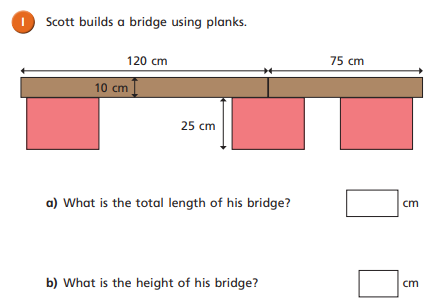 1 Scott builds a bridge using planks.
120 cm 75 cm
10 cm
25 cm
a) What is the total length of his bridge? cm
b) What is the height of his bridge? cm